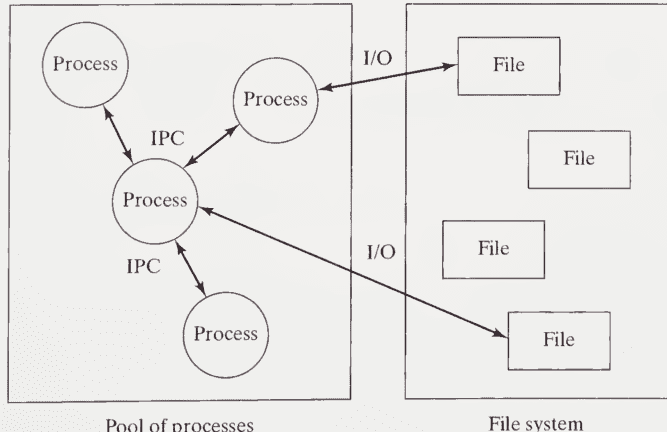 Process
Process
IPC
Process
IPC
Process
I/O
I/O
File
File
File
File
Pool of processes
File system